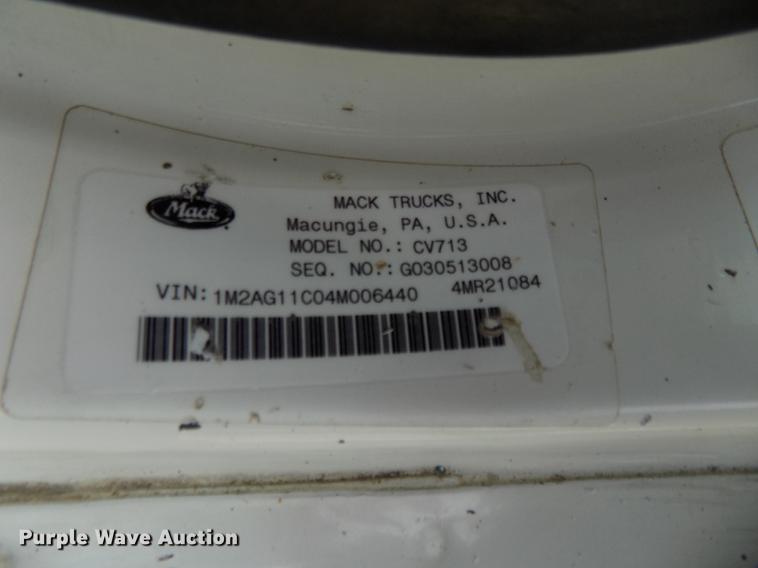 Mack
MACK TRUCKS, INC.
Macungie, PA, U.S.A.
MODEL NO.: CV713
SEQ. NO.: G030513008
VIN: 1M2AG11C04M006440 4MR21084
Purple Wave Auction